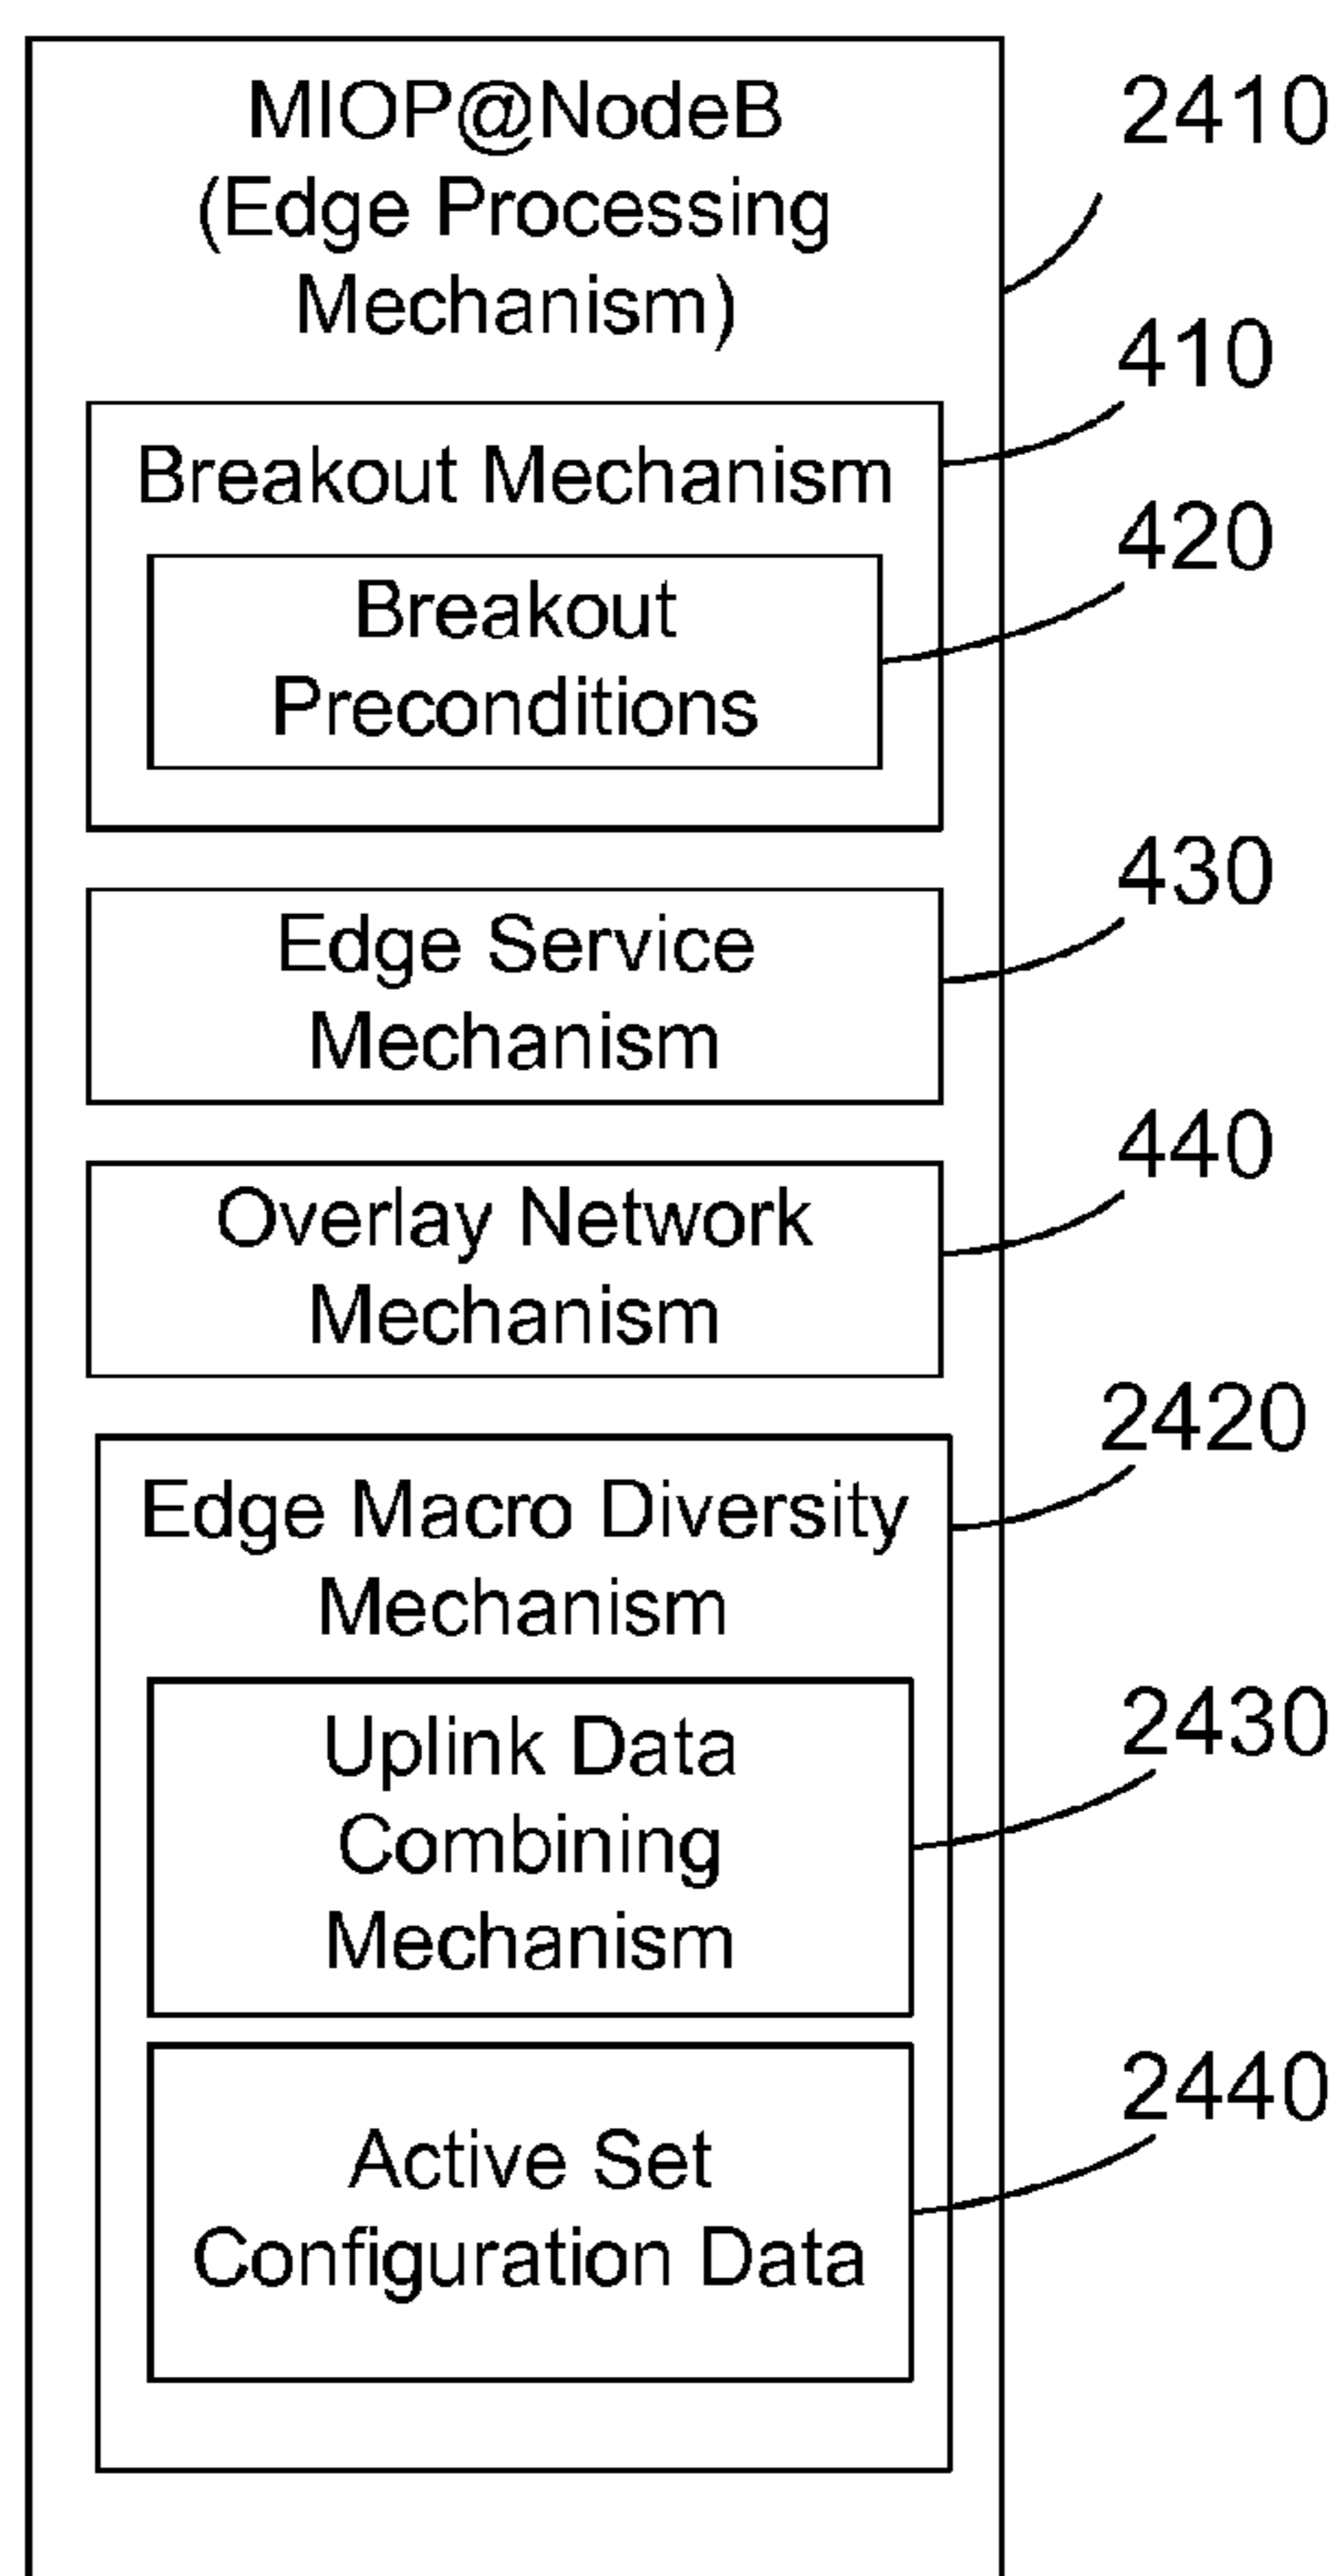 MIOP@NodeB
(Edge Processing
Mechanism)
2410
410
Breakout Mechanism
420
Breakout
Preconditions
430
Edge Service
Mechanism
440
Overlay Network
Mechanism
2420
Edge Macro Diversity
Mechanism
2430
Uplink Data
Combining
Mechanism
2440
Active Set
Configuration Data